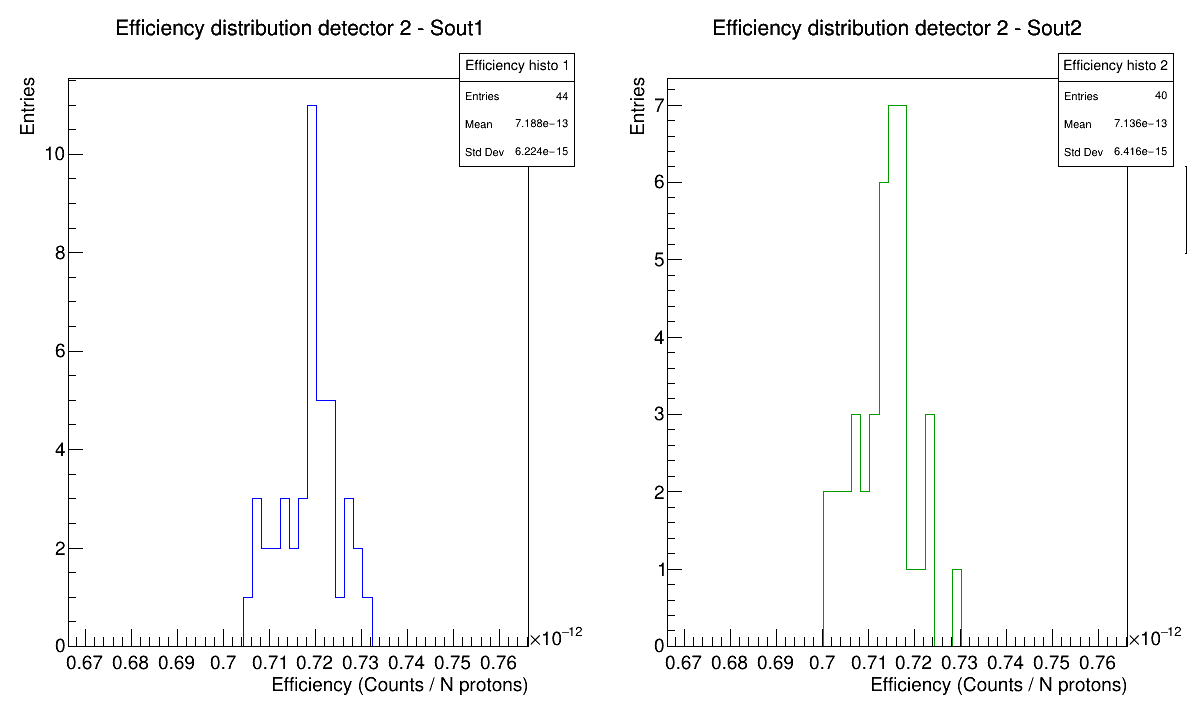 Efficiency distribution detector 2 - Sout1
Efficiency histo 1
Entries 44
Mean 7.188e−13
Std Dev 6.224e−15
Entries
10
8
6
4
2
0
0.67 0.68 0.69 0.7 0.71 0.72 0.73 0.74 0.75 0.76
×10−12
Efficiency (Counts / N protons)
Efficiency distribution detector 2 - Sout2
Efficiency histo 2
Entries 40
Mean 7.136e−13
Std Dev 6.416e−15
Entries
7
6
5
4
3
2
1
0
0.67 0.68 0.69 0.7 0.71 0.72 0.73 0.74 0.75 0.76
×10−12
Efficiency (Counts / N protons)